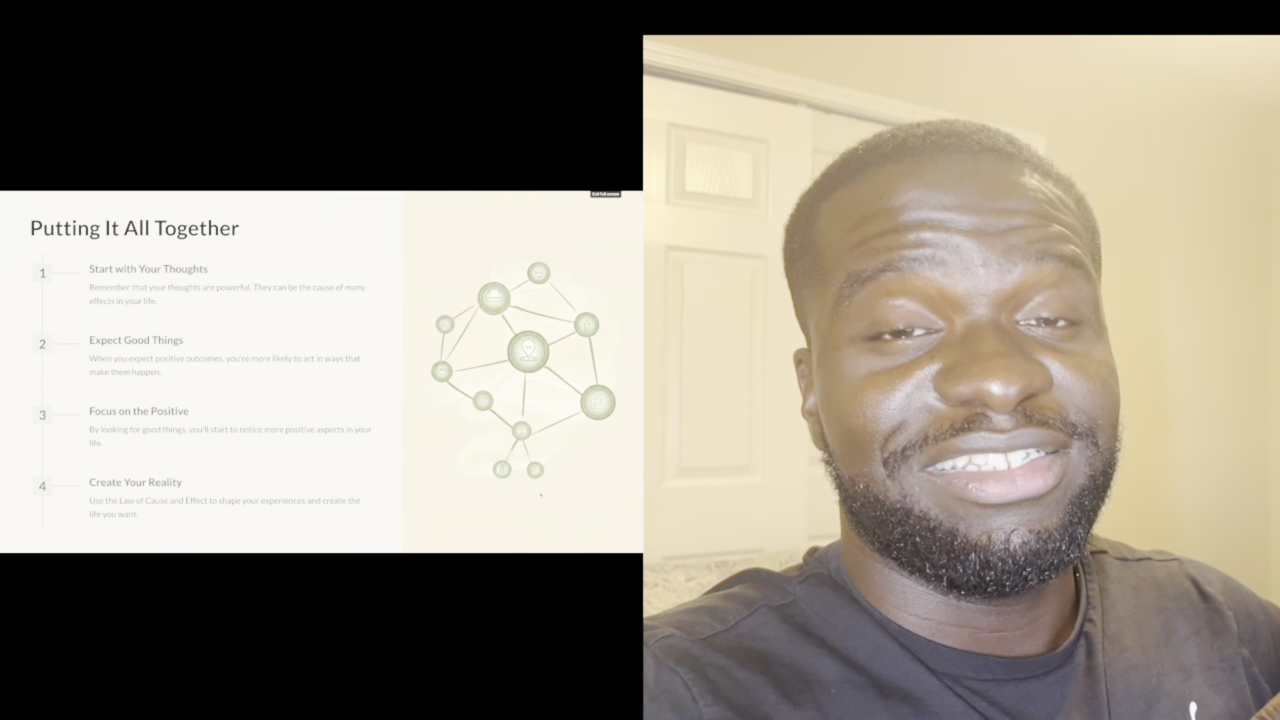 Exit full screen
Putting It All Together
1
Start with Your Thoughts
Remember that your thoughts are powerful. They can be the cause of many
effects in your life.
2
Expect Good Things
When you expect positive outcomes, you're more likely to act in ways that
make them happen.
3
Focus on the Positive
By looking for good things, you'll start to notice more positive aspects in your
life.
4
Create Your Reality
Use the Law of Cause and Effect to shape your experiences and create the
life you want.